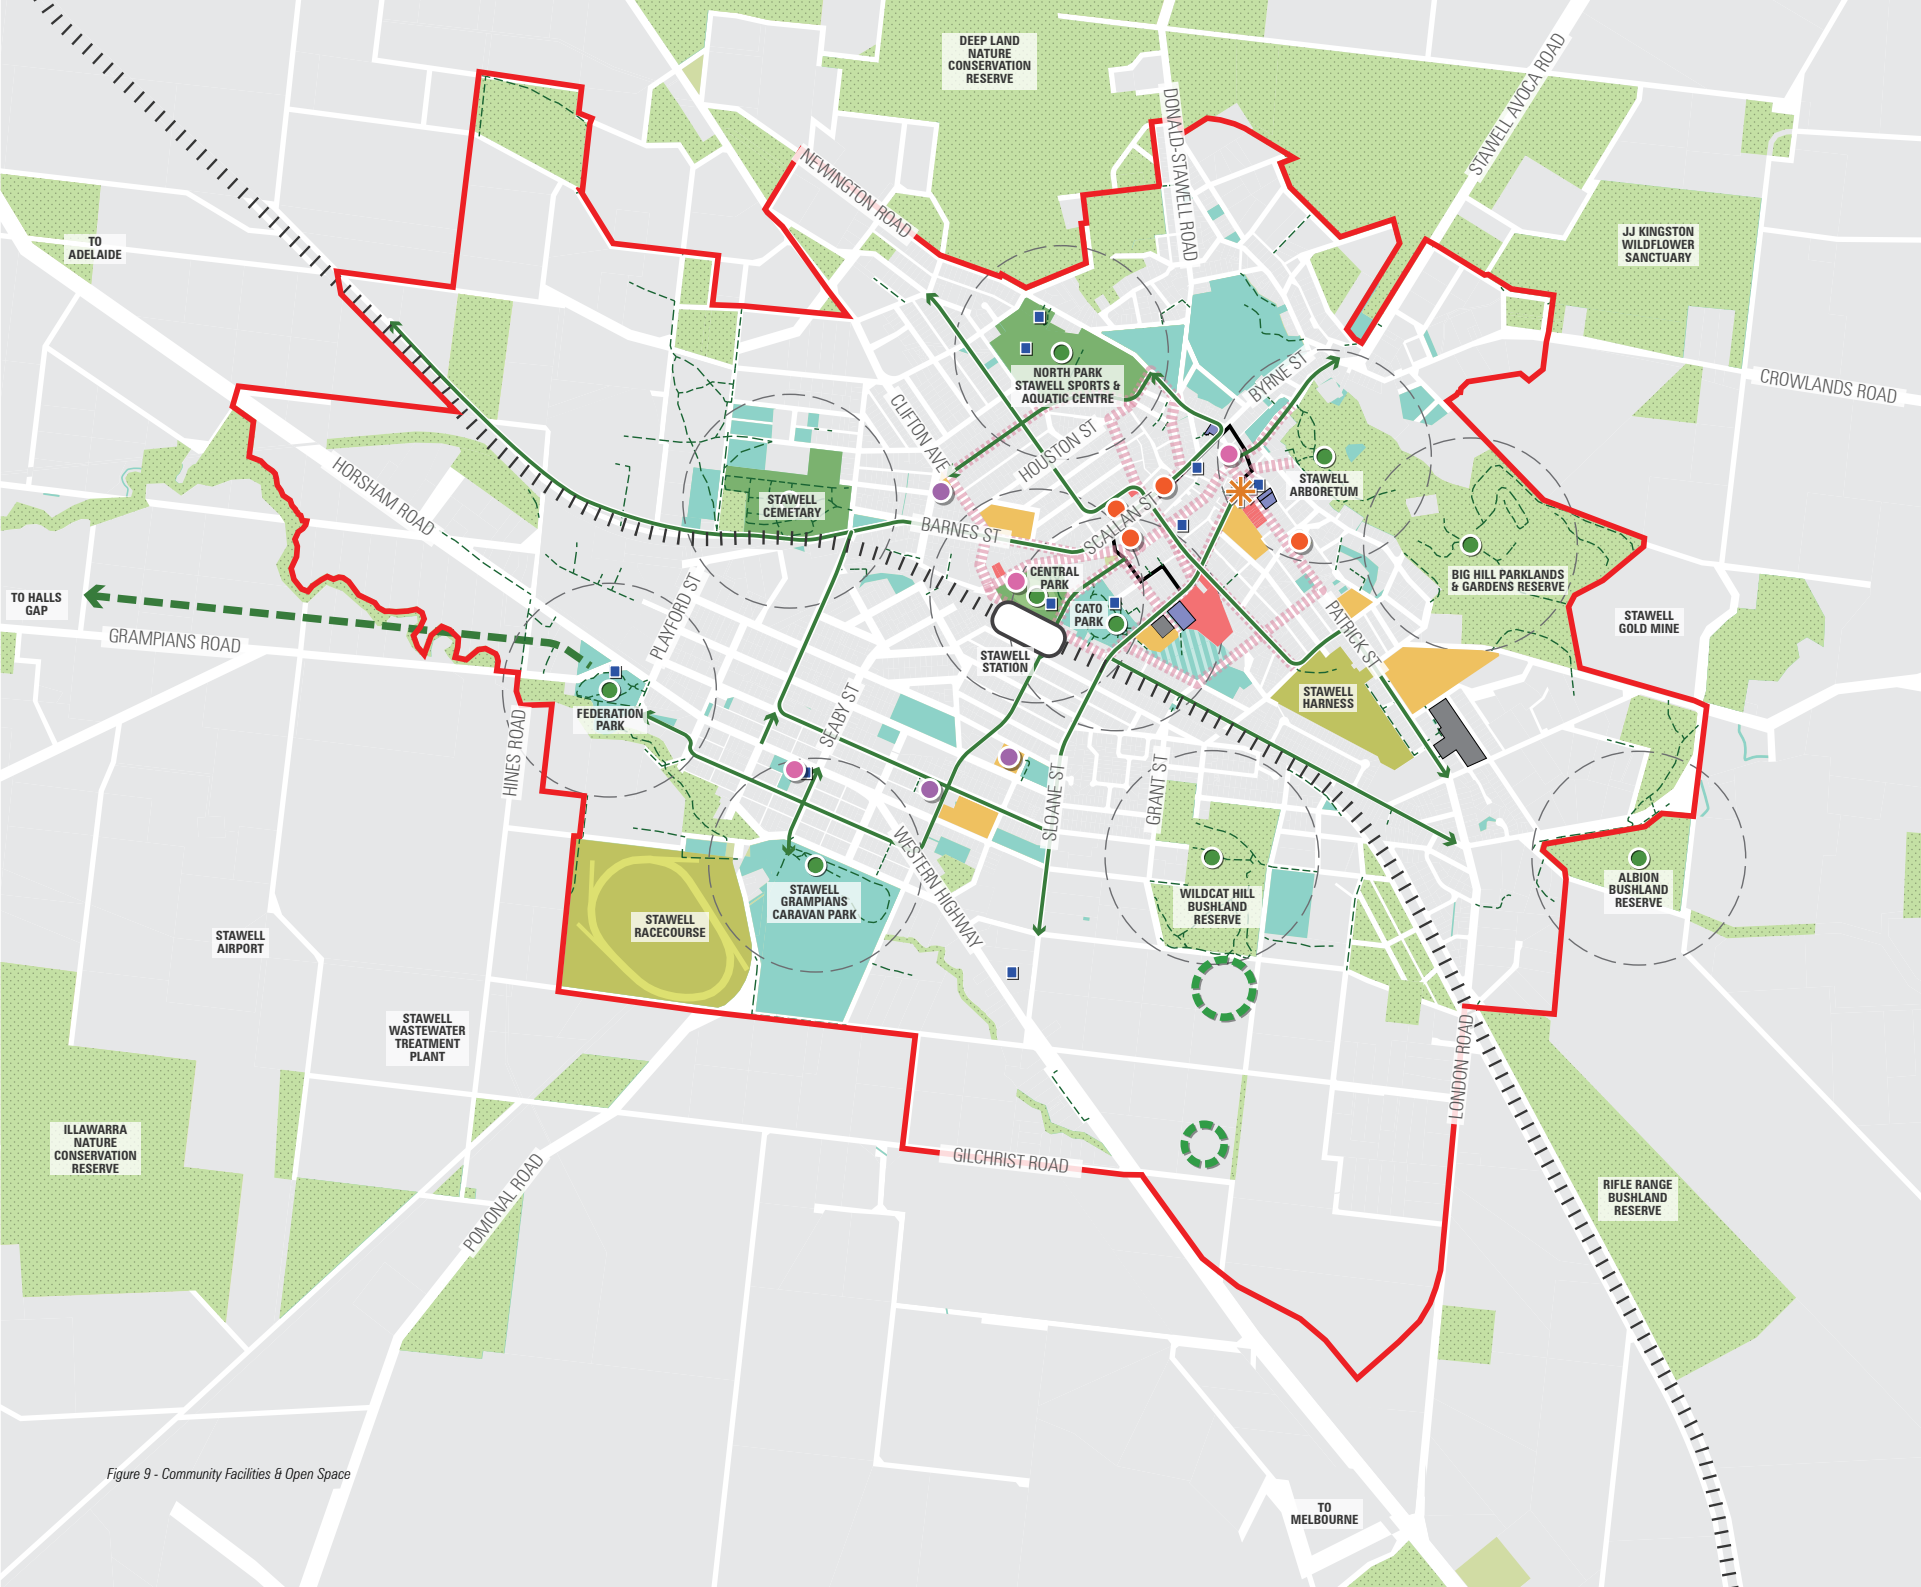 DEEP LAND
NATURE
CONSERVATION
RESERVE
DONALD-STAWELL ROAD
STAWELL AVOCA ROAD
NEWINGTON ROAD
TO
ADELAIDE
JJ KINGSTON
WILDFLOWER
SANCTUARY
CROWLANDS ROAD
BYRNE ST
NORTH PARK
STAWELL SPORTS &
AQUATIC CENTRE
CLIFTON AVE
HOUSTON ST
HORSHAM ROAD
STAWELL
CEMETARY
STAWELL
ARBORETUM
BARNES ST
SCALLAN ST
CENTRAL
PARK
CATO
PARK
BIG HILL PARKLANDS
& GARDENS RESERVE
TO HALLS
GAP
GRAMPIANS ROAD
PLAYFORD ST
STAWELL
STATION
PATRICK ST
STAWELL
GOLD MINE
STAWELL
HARNESS
FEDERATION
PARK
HINES ROAD
SEABY ST
SLOANE ST
GRANT ST
WESTERN HIGHWAY
STAWELL
GRAMPIANS
CARAVAN PARK
WILDCAT HILL
BUSHLAND
RESERVE
ALBION
BUSHLAND
RESERVE
STAWELL
RACECOURSE
STAWELL
AIRPORT
STAWELL
WASTEWATER
TREATMENT
PLANT
LONDON ROAD
ILLAWARRA
NATURE
CONSERVATION
RESERVE
GILCHRIST ROAD
POMONAL ROAD
RIFLE RANGE
BUSHLAND
RESERVE
Figure 9 - Community Facilities & Open Space
TO
MELBOURNE